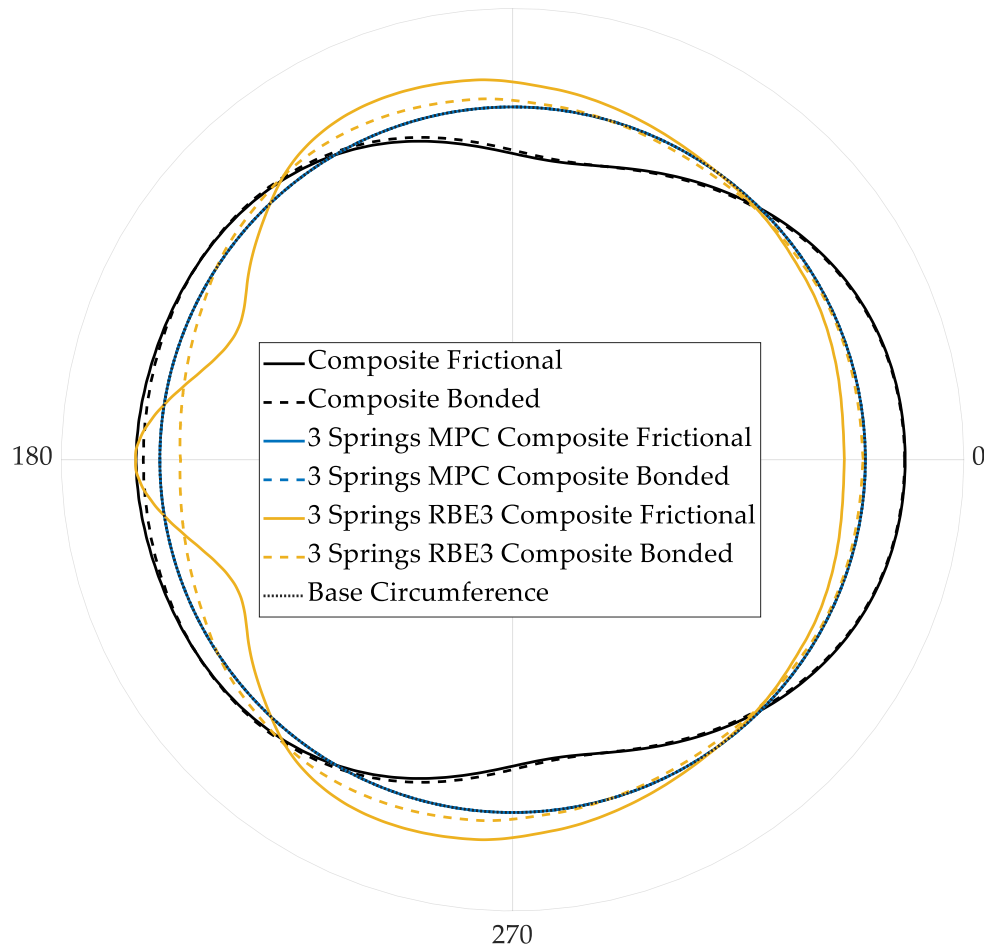 Composite Frictional
Composite Bonded
3 Springs MPC Composite Frictional
180
0
3 Springs MPC Composite Bonded
3 Springs RBE3 Composite Frictional
3 Springs RBE3 Composite Bonded
Base Circumference
270